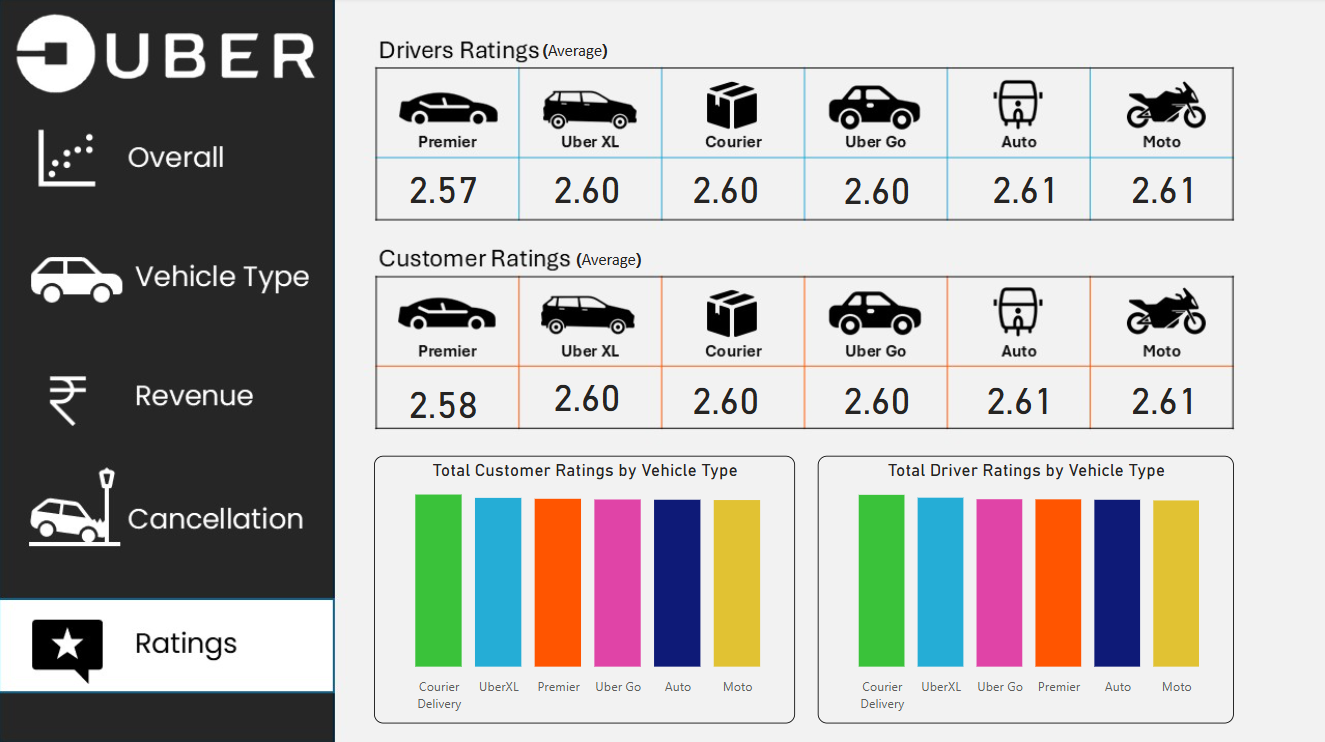 UBER
Overall
Vehicle Type
Revenue
Cancellation
Ratings
Drivers Ratings (Average)
Premier Uber XL Courier Uber Go Auto Moto
2.57 2.60 2.60 2.60 2.61 2.61
Customer Ratings (Average)
Premier Uber XL Courier Uber Go Auto Moto
2.58 2.60 2.60 2.60 2.61 2.61
Total Customer Ratings by Vehicle Type
Courier UberXL Premier Uber Go Auto Moto
Delivery
Total Driver Ratings by Vehicle Type
Courier UberXL Uber Go Premier Auto Moto
Delivery